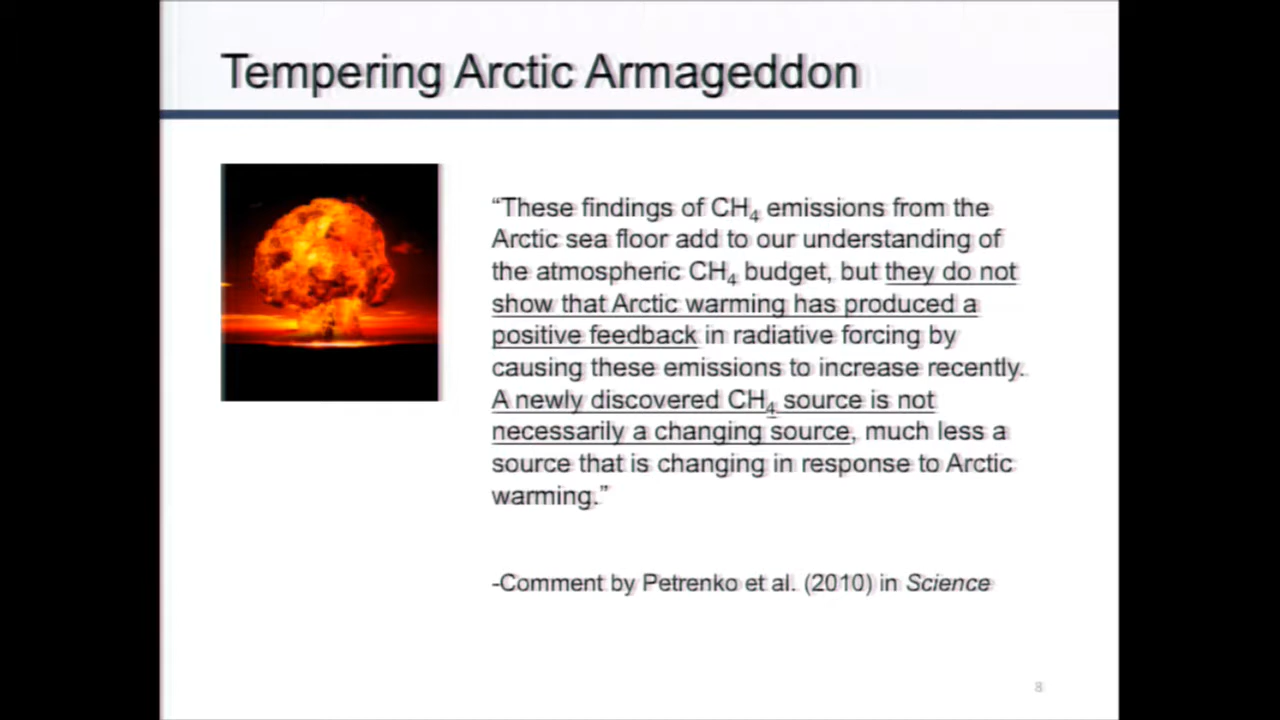 Tempering Arctic Armageddon
“These findings of CH₄ emissions from the
Arctic sea floor add to our understanding of
the atmospheric CH₄ budget, but they do not
show that Arctic warming has produced a
positive feedback in radiative forcing by
causing these emissions to increase recently.
A newly discovered CH₄ source is not
necessarily a changing source, much less a
source that is changing in response to Arctic
warming.”
-Comment by Petrenko et al. (2010) in Science
8